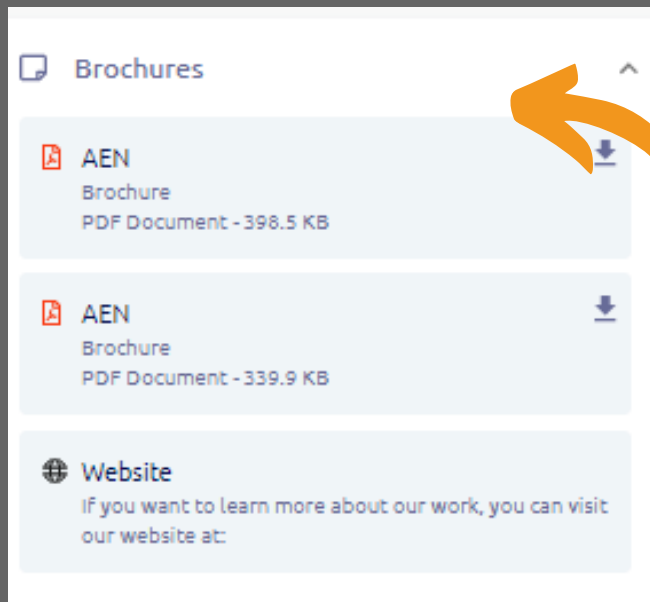 Brochures
AEN
Brochure
PDF Document - 398.5 KB
AEN
Brochure
PDF Document - 339.9 KB
Website
If you want to learn more about our work, you can visit
our website at: